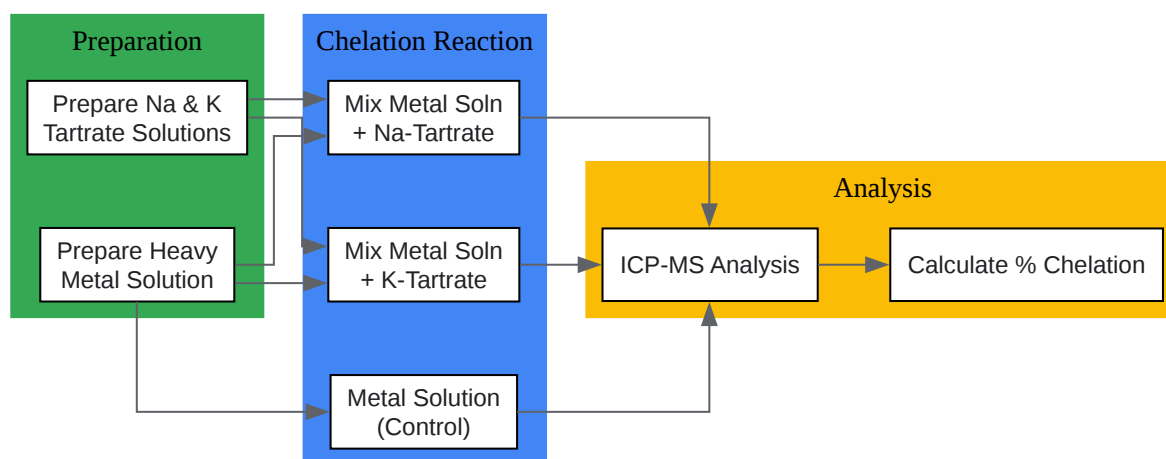 Preparation
Prepare Na & K
Tartrate Solutions
Prepare Heavy
Metal Solution
Chelation Reaction
Mix Metal Soln
+ Na-Tartrate
Mix Metal Soln
+ K-Tartrate
Metal Solution
(Control)
Analysis
ICP-MS Analysis
Calculate % Chelation